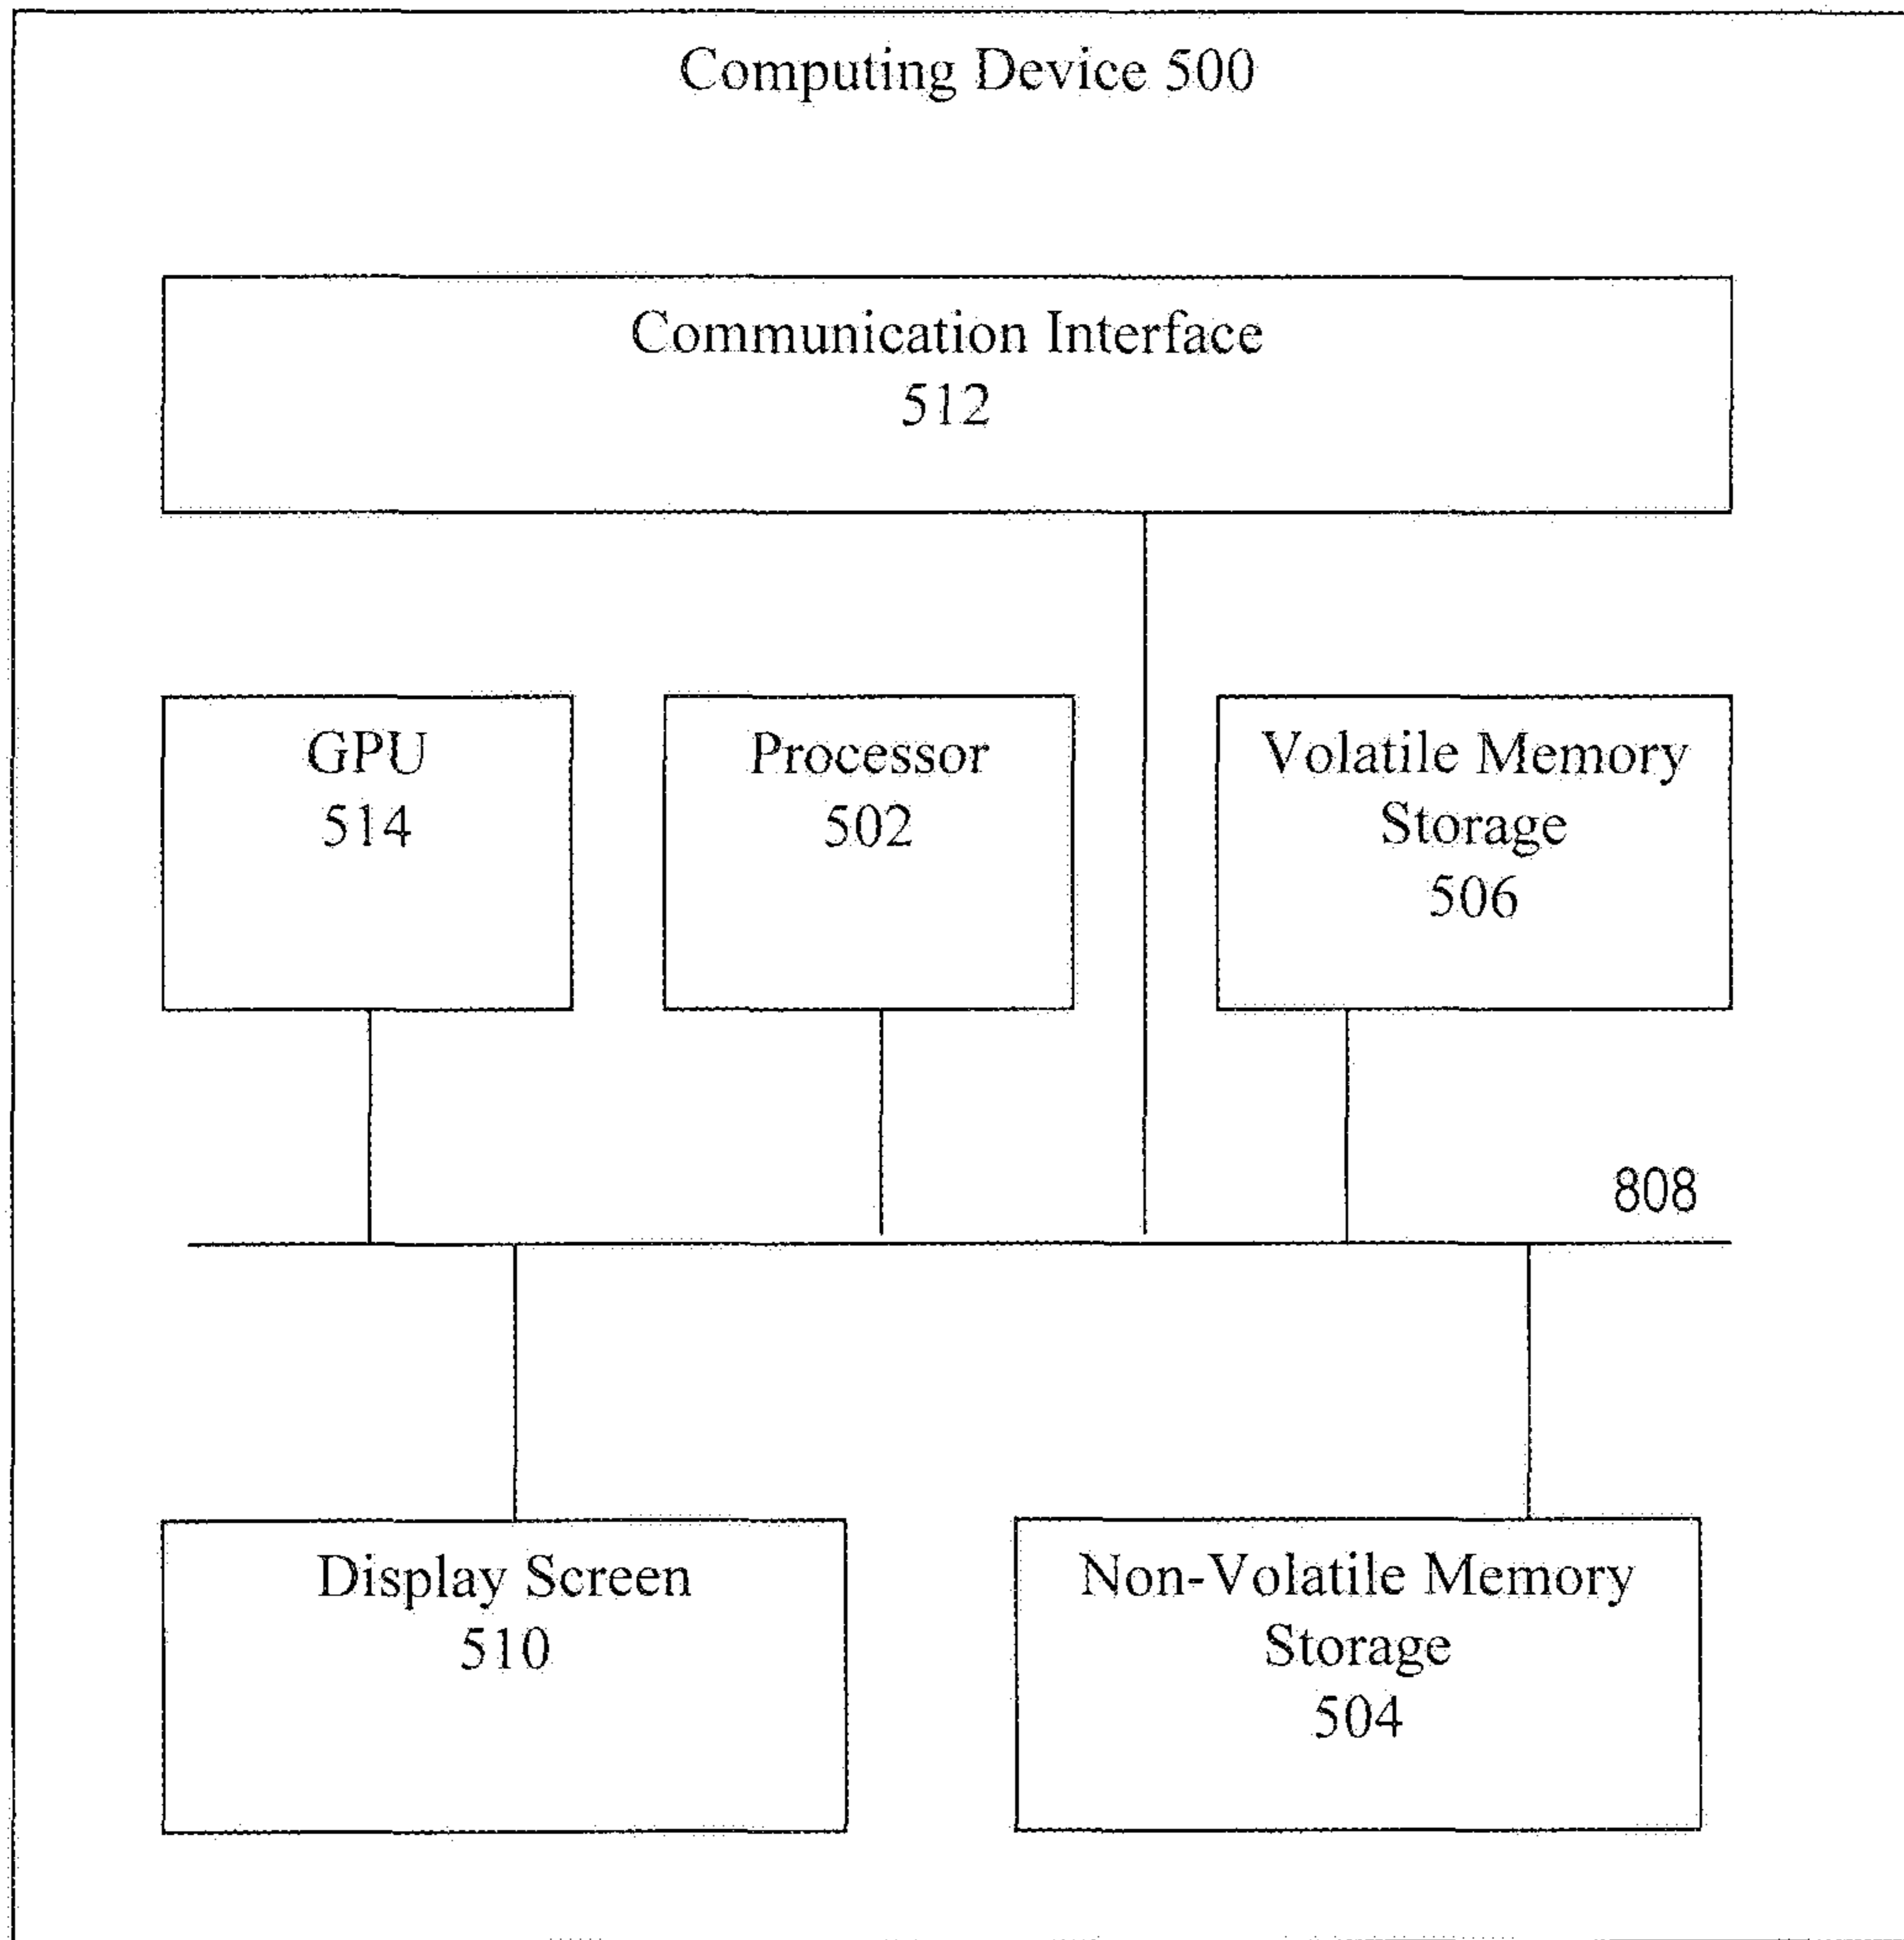 Computing Device 500
Communication Interface
512
GPU
514
Processor
502
Volatile Memory
Storage
506
808
Display Screen
510
Non-Volatile Memory
Storage
504